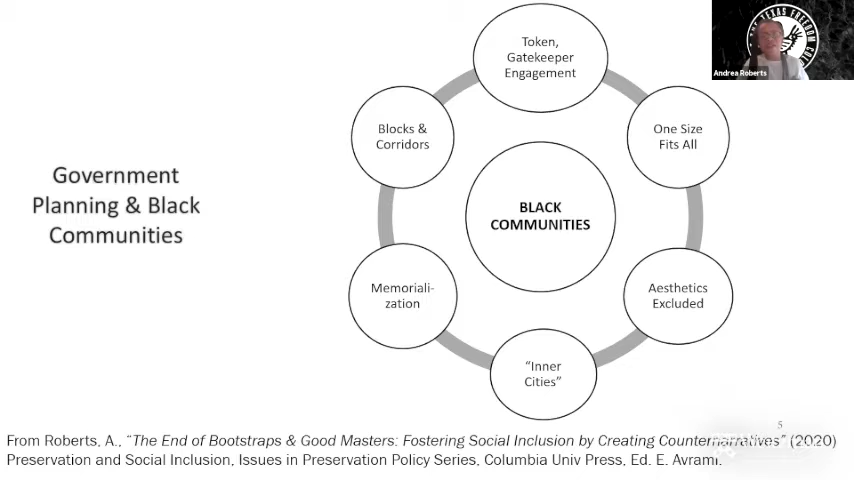 Government
Planning & Black
Communities
Token,
Gatekeeper
Engagement
One Size
Fits All
Aesthetics
Excluded
"Inner
Cities"
Memoriali-
zation
Blocks &
Corridors
BLACK
COMMUNITIES
TEXAS FREEDOM
Andrea Roberts
5
From Roberts, A., "The End of Bootstraps & Good Masters: Fostering Social Inclusion by Creating Counternarratives" (2020)
Preservation and Social Inclusion, Issues in Preservation Policy Series, Columbia Univ Press, Ed. E. Avrami.